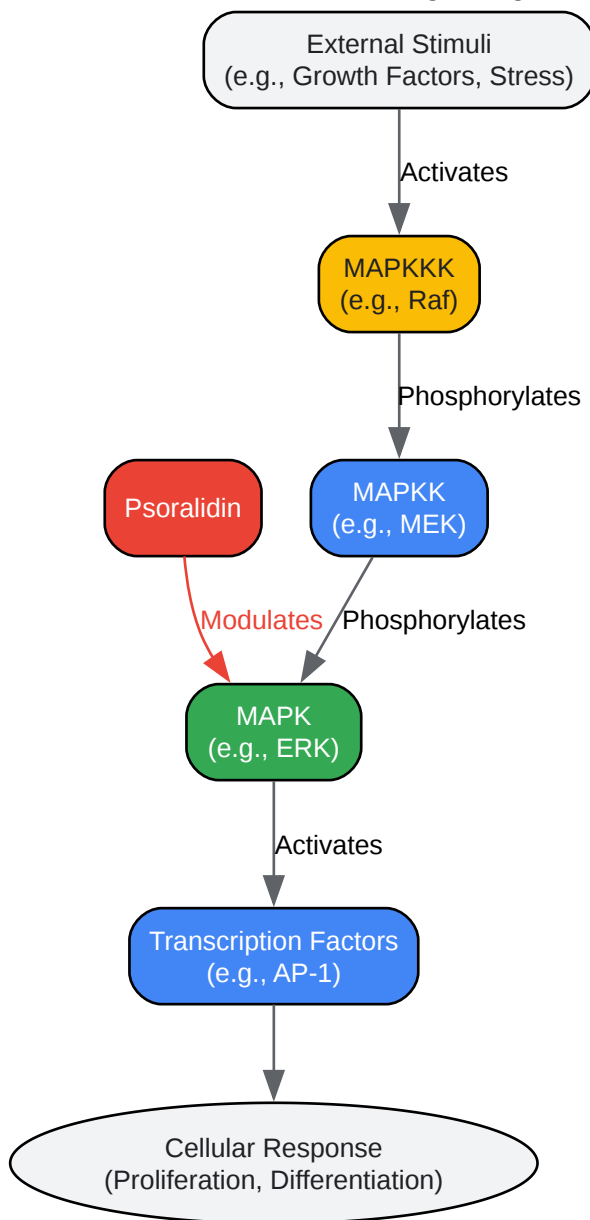 External Stimuli
(e.g., Growth Factors, Stress)
Activates
MAPKKK
(e.g., Raf)
Phosphorylates
Psoralidin
MAPKK
(e.g., MEK)
Modulates
Phosphorylates
MAPK
(e.g., ERK)
Activates
Transcription Factors
(e.g., AP-1)
Cellular Response
(Proliferation, Differentiation)